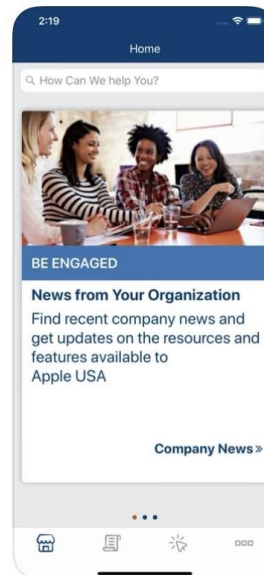 2:19
Home
How Can We help You?
BE ENGAGED
News from Your Organization
Find recent company news and
get updates on the resources and
features available to
Apple USA
Company News »